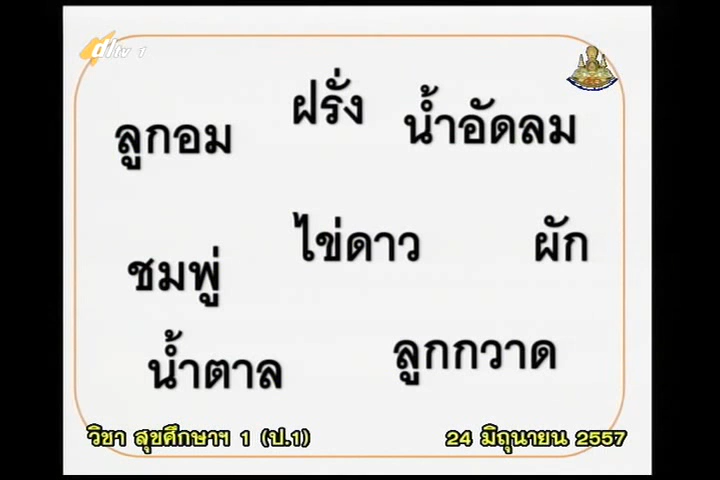 dltv 1
ลูกอม ฝรั่ง น้ำอัดลม
ชมพู่ ไข่ดาว ผัก
น้ำตาล ลูกกวาด
วิชา สุขศึกษาฯ 1 (ป.1) 24 มิถุนายน 2557